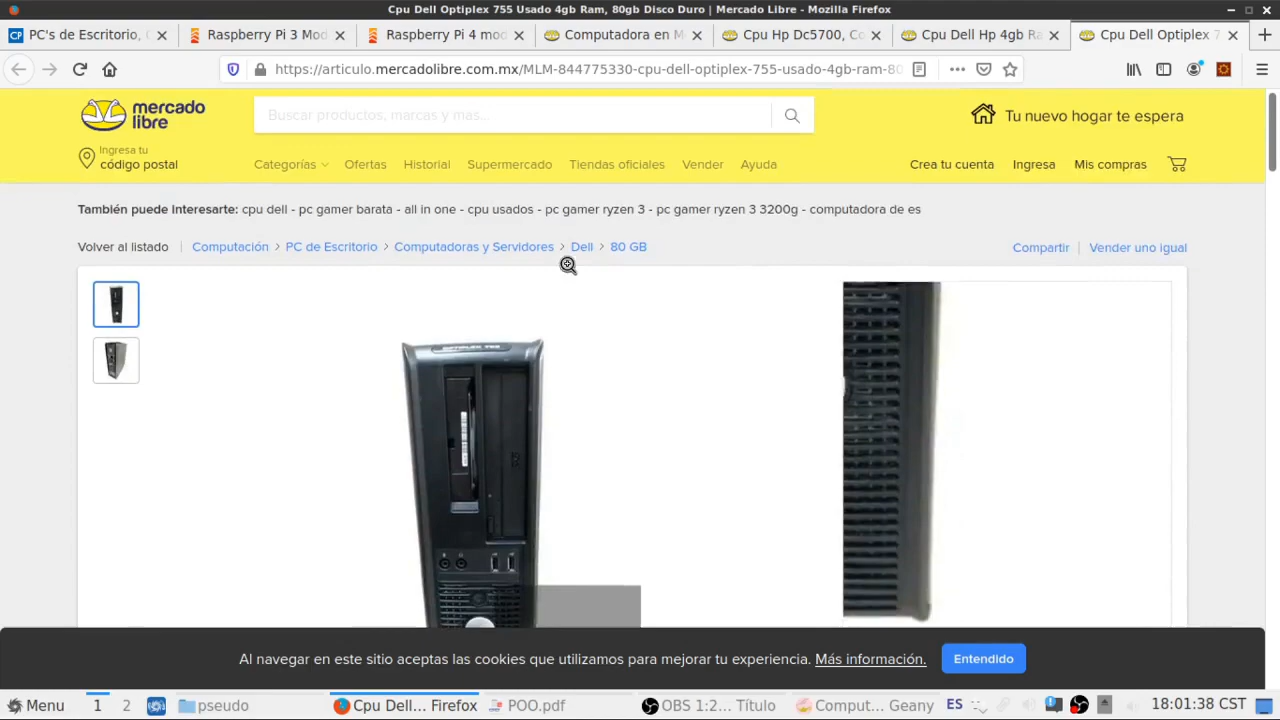 Cpu Dell Optiplex 755 Usado 4gb Ram, 80gb Disco Duro | Mercado Libre - Mozilla Firefox
PC's de Escritorio, C
Raspberry Pi 3 Mod
Raspberry Pi 4 mod
Computadora en M
Cpu Hp Dc5700, Co
Cpu Dell Hp 4gb Ra
Cpu Dell Optiplex 7
https://articulo.mercadolibre.com.mx/MLM-844775330-cpu-dell-optiplex-755-usado-4gb-ram-80
mercado
libre
Buscar productos, marcas y mas...
Tu nuevo hogar te espera
Ingresa tu
código postal
Categorías
Ofertas
Historial
Supermercado
Tiendas oficiales
Vender
Ayuda
Crea tu cuenta
Ingresa
Mis compras
También puede interesarte: cpu dell - pc gamer barata - all in one - cpu usados - pc gamer ryzen 3 - pc gamer ryzen 3 3200g - computadora de es
Volver al listado
Computación > PC de Escritorio > Computadoras y Servidores > Dell > 80 GB
Compartir
Vender uno igual
OPTIPLEX 755
Al navegar en este sitio aceptas las cookies que utilizamos para mejorar tu experiencia. Más información.
Entendido
Menu
1
2
pseudo
Cpu Dell... Firefox
POO.pdf
OBS 1:2... Título
Comput... Geany
ES
18:01:38 CST